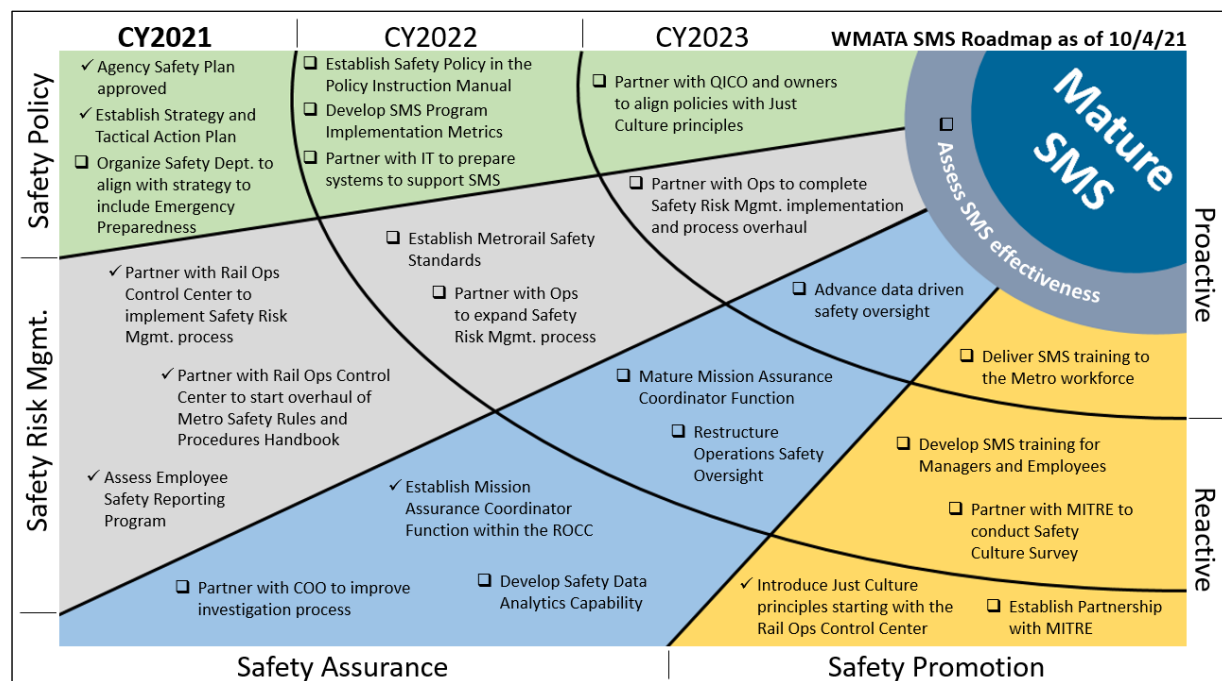 CY2021
CY2022
CY2023
WMATA SMS Roadmap as of 10/4/21
Safety Policy
✓ Agency Safety Plan
approved
✓ Establish Strategy and
Tactical Action Plan
❑ Organize Safety Dept. to
align with strategy to
include Emergency
Preparedness
❑ Establish Safety Policy in the
Policy Instruction Manual
❑ Develop SMS Program
Implementation Metrics
❑ Partner with IT to prepare
systems to support SMS
❑ Partner with QICO and owners
to align policies with Just
Culture principles
Mature
SMS
❑ Assess SMS effectiveness
Proactive
Reactive
Safety Risk Mgmt.
✓ Partner with Rail Ops
Control Center to
implement Safety Risk
Mgmt. process
✓ Partner with Rail Ops Control
Center to start overhaul of
Metro Safety Rules and
Procedures Handbook
✓ Assess Employee
Safety Reporting
Program
❑ Establish Metrorail Safety
Standards
❑ Partner with Ops
to expand Safety
Risk Mgmt. process
❑ Partner with Ops to complete
Safety Risk Mgmt. implementation
and process overhaul
❑ Advance data driven
safety oversight
❑ Mature Mission Assurance
Coordinator Function
❑ Restructure
Operations Safety
Oversight
✓ Establish Mission
Assurance Coordinator
Function within the ROCC
❑ Partner with COO to improve
investigation process
❑ Develop Safety Data
Analytics Capability
❑ Deliver SMS training to
the Metro workforce
❑ Develop SMS training for
Managers and Employees
❑ Partner with MITRE to
conduct Safety
Culture Survey
✓ Introduce Just Culture
principles starting with the
Rail Ops Control Center
❑ Establish Partnership
with MITRE
Safety Assurance
Safety Promotion